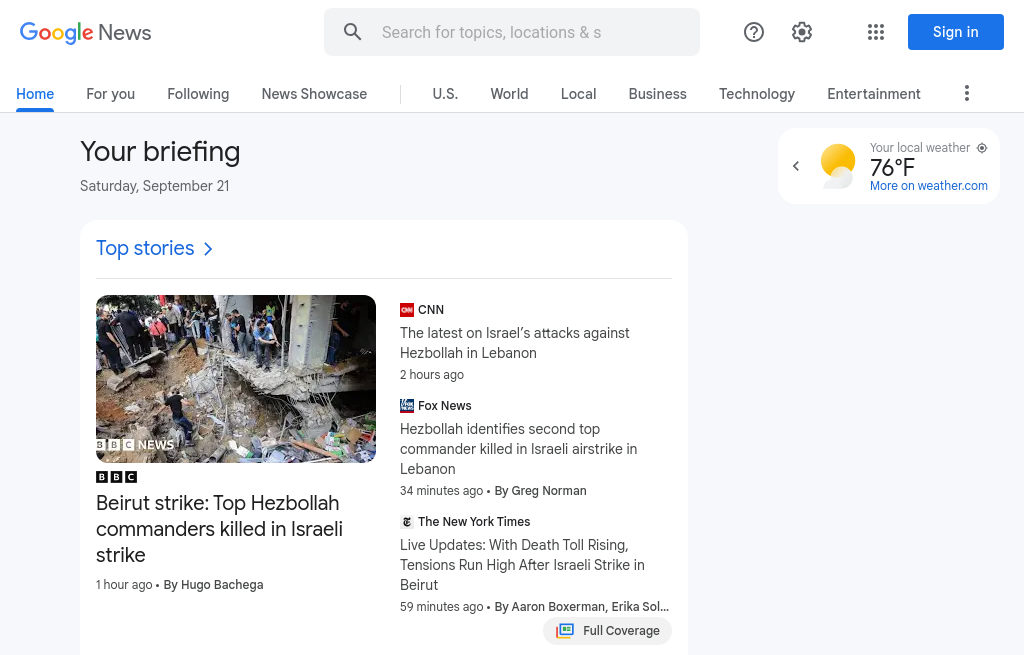 Google News
Search for topics, locations & s
Sign in
Home
For you
Following
News Showcase
U.S.
World
Local
Business
Technology
Entertainment
Your briefing
Saturday, September 21
Your local weather
76°F
More on weather.com
Top stories
BBC NEWS
BBC
Beirut strike: Top Hezbollah
commanders killed in Israeli
strike
1 hour ago • By Hugo Bachega
CNN
CNN
The latest on Israel’s attacks against
Hezbollah in Lebanon
2 hours ago
FOX NEWS
Fox News
Hezbollah identifies second top
commander killed in Israeli airstrike in
Lebanon
34 minutes ago • By Greg Norman
The New York Times
Live Updates: With Death Toll Rising,
Tensions Run High After Israeli Strike in
Beirut
59 minutes ago • By Aaron Boxerman, Erika Sol...
Full Coverage